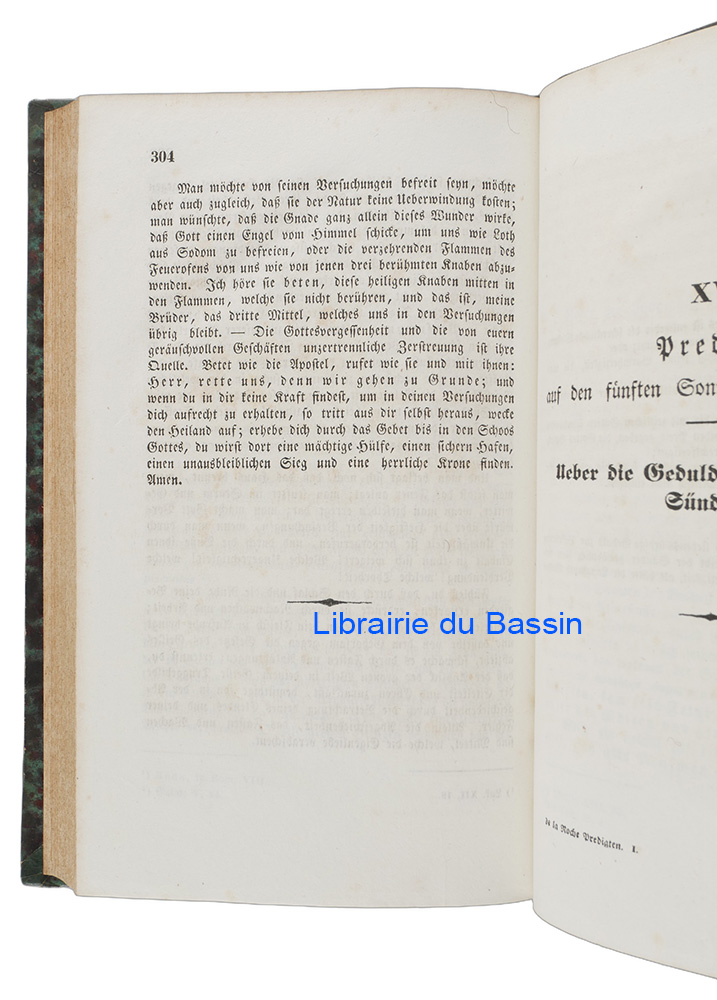 304
Man möchte von seinen Versuchungen befreit seyn, möchte
aber auch zugleich, daß sie der Natur keine Ueberwindung kosten;
man wünschte, daß die Gnade ganz allein dieses Wunder wirke,
daß Gott einen Engel vom Himmel schicke, um uns wie Loth
aus Sodom zu befreien, oder die verzehrenden Flammen des
Feuerofens von uns wie von jenen drei berühmten Knaben abzu-
wenden. Ich höre sie beten, diese heiligen Knaben mitten in
den Flammen, welche sie nicht berühren, und das ist, meine
Brüder, das dritte Mittel, welches uns in den Versuchungen
übrig bleibt. — Die Gottesvergessenheit und die von euern
geräuschvollen Geschäften unzertrennliche Zerstreuung ist ihre
Quelle. Betet wie die Apostel, rufet wie sie und mit ihnen:
Herr, rette uns, denn wir gehen zu Grunde; und
wenn du in dir keine Kraft findest, um in deinen Versuchungen
dich aufrecht zu erhalten, so tritt aus dir selbst heraus, wecke
den Heiland auf; erhebe dich durch das Gebet bis in den Schoos
Gottes, du wirst dort eine mächtige Hülfe, einen sichern Hafen,
einen unausbleiblichen Sieg und eine herrliche Krone finden.
Amen.
Librairie du Bassin
XV
Pred
auf den fünften Son
Ueber die Geduld
Sünd
de la Roche Predigten. I.